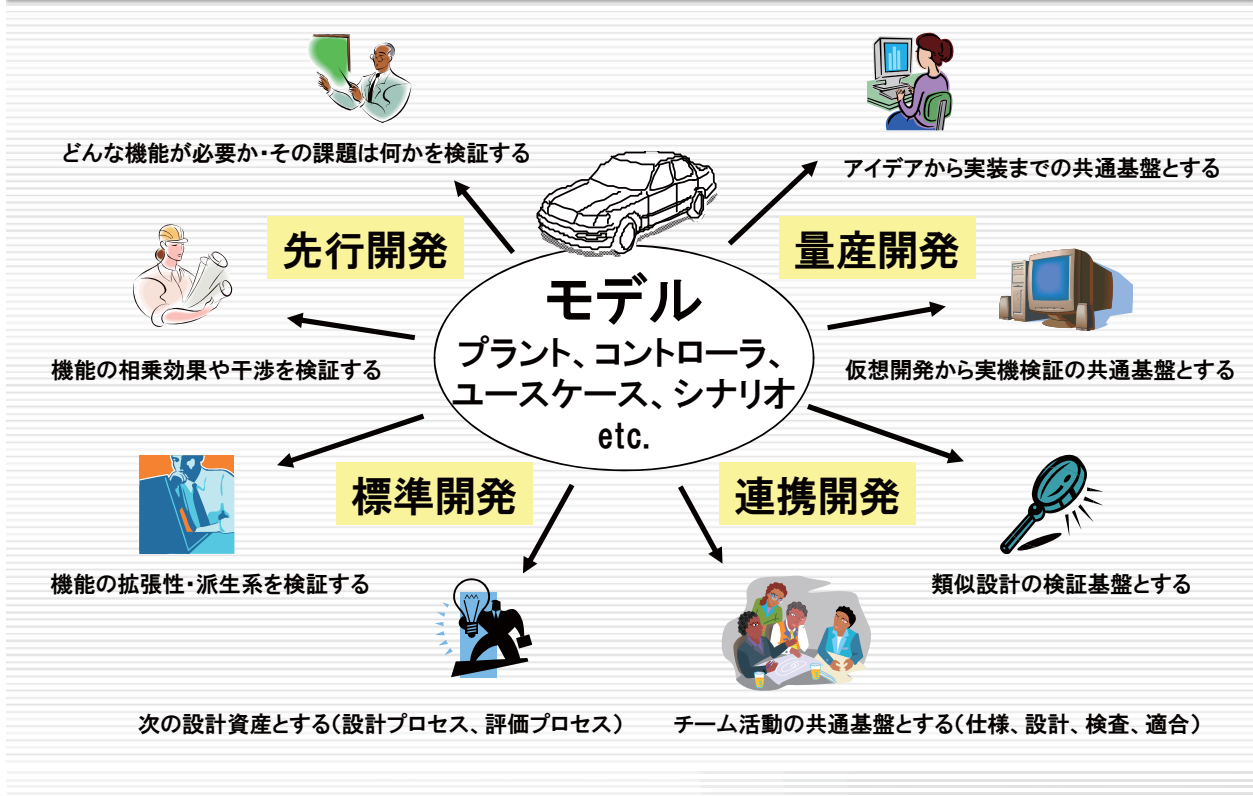 どんな機能が必要か・その課題は何かを検証する
アイデアから実装までの共通基盤とする
先行開発
量産開発
モデル
プラント、コントローラ、
ユースケース、シナリオ
etc.
機能の相乗効果や干渉を検証する
仮想開発から実機検証の共通基盤とする
標準開発
連携開発
機能の拡張性・派生系を検証する
類似設計の検証基盤とする
次の設計資産とする(設計プロセス、評価プロセス)
チーム活動の共通基盤とする(仕様、設計、検査、適合)